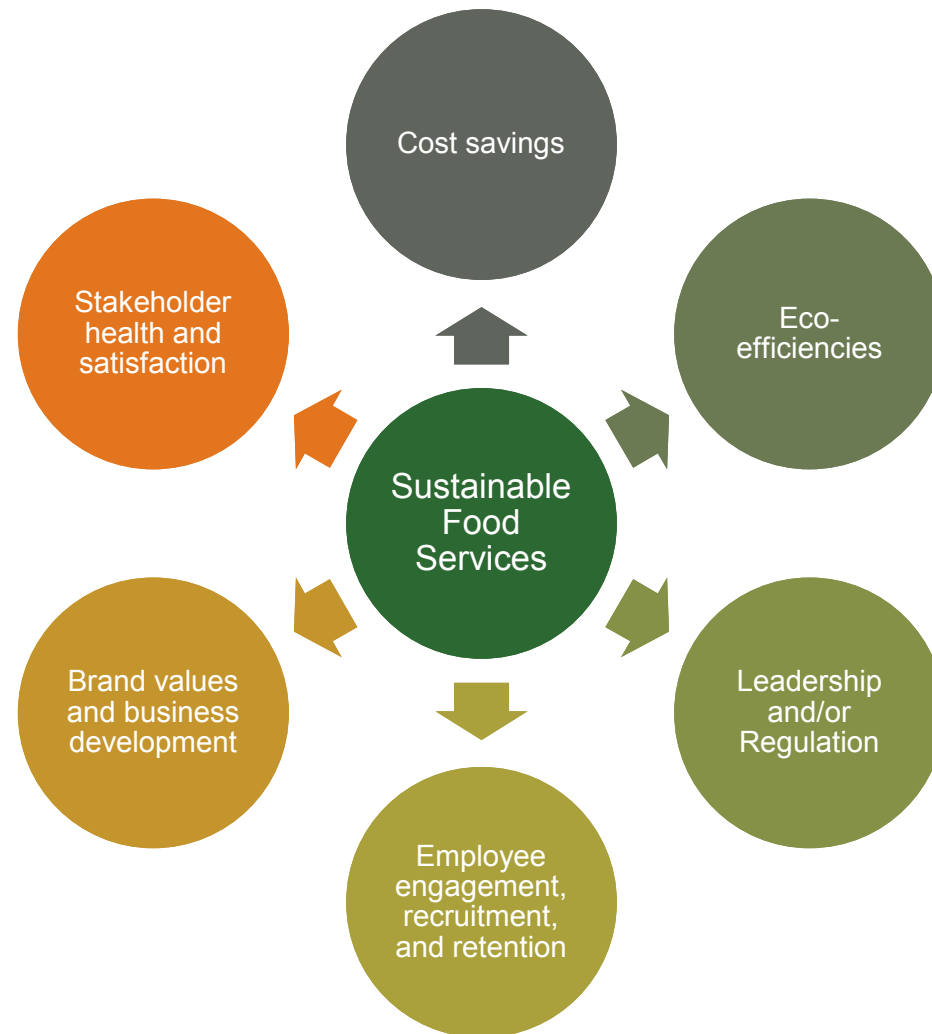 Cost savings
Stakeholder
health and
satisfaction
Eco-
efficiencies
Sustainable
Food
Services
Brand values
and business
development
Leadership
and/or
Regulation
Employee
engagement,
recruitment,
and retention